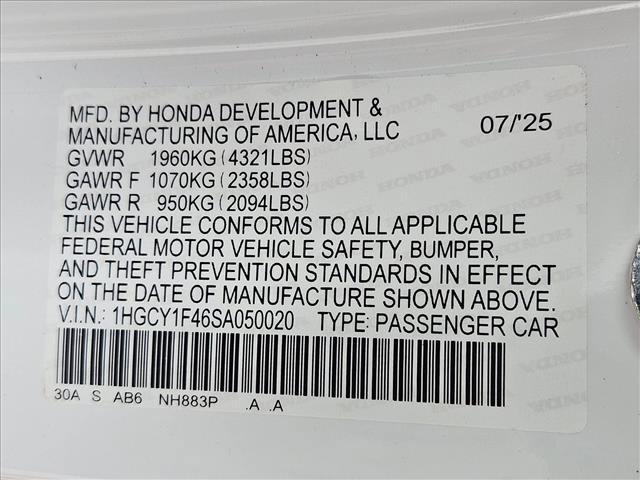 MFD. BY HONDA DEVELOPMENT &
MANUFACTURING OF AMERICA, LLC 07/'25
GVWR 1960KG (4321LBS)
GAWR F 1070KG (2358LBS)
GAWR R 950KG (2094LBS)
THIS VEHICLE CONFORMS TO ALL APPLICABLE
FEDERAL MOTOR VEHICLE SAFETY, BUMPER,
AND THEFT PREVENTION STANDARDS IN EFFECT
ON THE DATE OF MANUFACTURE SHOWN ABOVE.
V.I.N.: 1HGCY1F46SA050020 TYPE: PASSENGER CAR
30A S AB6 NH883P .A .A